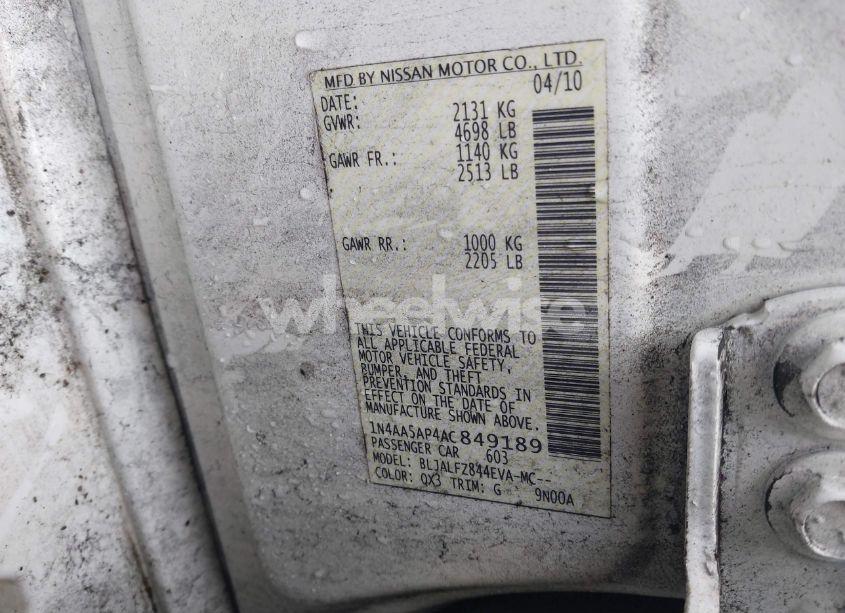 MFD BY NISSAN MOTOR CO., LTD.
DATE: 04/10
GVWR: 2131 KG
4698 LB
GAWR FR.: 1140 KG
2513 LB
GAWR RR.: 1000 KG
2205 LB
wheelwise
THIS VEHICLE CONFORMS TO
ALL APPLICABLE FEDERAL
MOTOR VEHICLE SAFETY,
BUMPER, AND THEFT
PREVENTION STANDARDS IN
EFFECT ON THE DATE OF
MANUFACTURE SHOWN ABOVE.
1N4AA5AP4AC849189
PASSENGER CAR 603
MODEL: BLJALFZ844EVA-MC--
COLOR: QX3 TRIM: G 9N00A